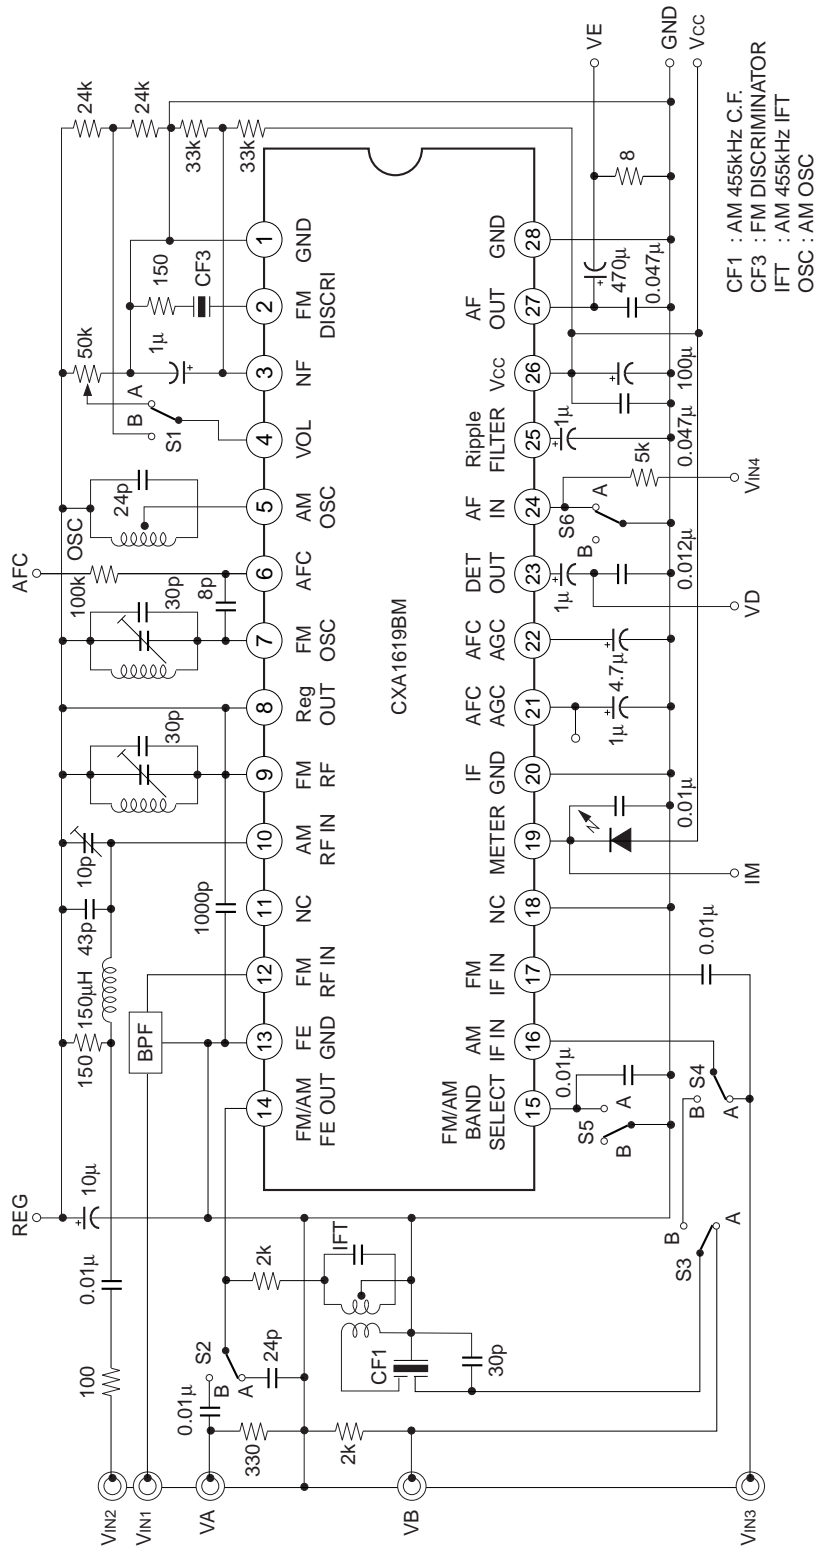 REG
AFC
24k
24k
33k
33k
50k
150
1μ
CF3
A
B
S1
OSC
24p
100k
30p
8p
30p
10p
43p
150μH
150
BPF
1000p
10μ
0.01μ
100
VIN2
VIN1
VA
VB
VIN3
1
GND
2
FM
DISCRI
3
NF
4
VOL
5
AM
OSC
6
AFC
7
FM
OSC
8
Reg
OUT
9
FM
RF
10
AM
RF IN
11
NC
12
FM
RF IN
13
FE
GND
14
FM/AM
FE OUT
CXA1619BM
15
FM/AM
BAND
SELECT
16
AM
IF IN
17
FM
IF IN
18
NC
19
METER
20
IF
GND
21
AFC
AGC
22
AFC
AGC
23
DET
OUT
24
AF
IN
25
Ripple
FILTER
26
VCC
27
AF
OUT
28
GND
VE
GND
VCC
8
470μ
0.047μ
100μ
0.047μ
1μ
5k
VIN4
S6
A
B
0.012μ
1μ
VD
4.7μ
1μ
0.01μ
IM
0.01μ
0.01μ
S5
A
B
S4
B
A
S3
B
A
S2
B
A
0.01μ
24p
330
2k
2k
IFT
CF1
30p
CF1 : AM 455kHz C.F.
CF3 : FM DISCRIMINATOR
IFT : AM 455kHz IFT
OSC : AM OSC